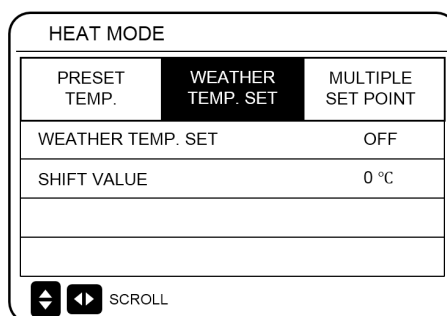 HEAT MODE
PRESET TEMP.
WEATHER TEMP. SET
MULTIPLE SET POINT
WEATHER TEMP. SET OFF
SHIFT VALUE 0 ℃
SCROLL